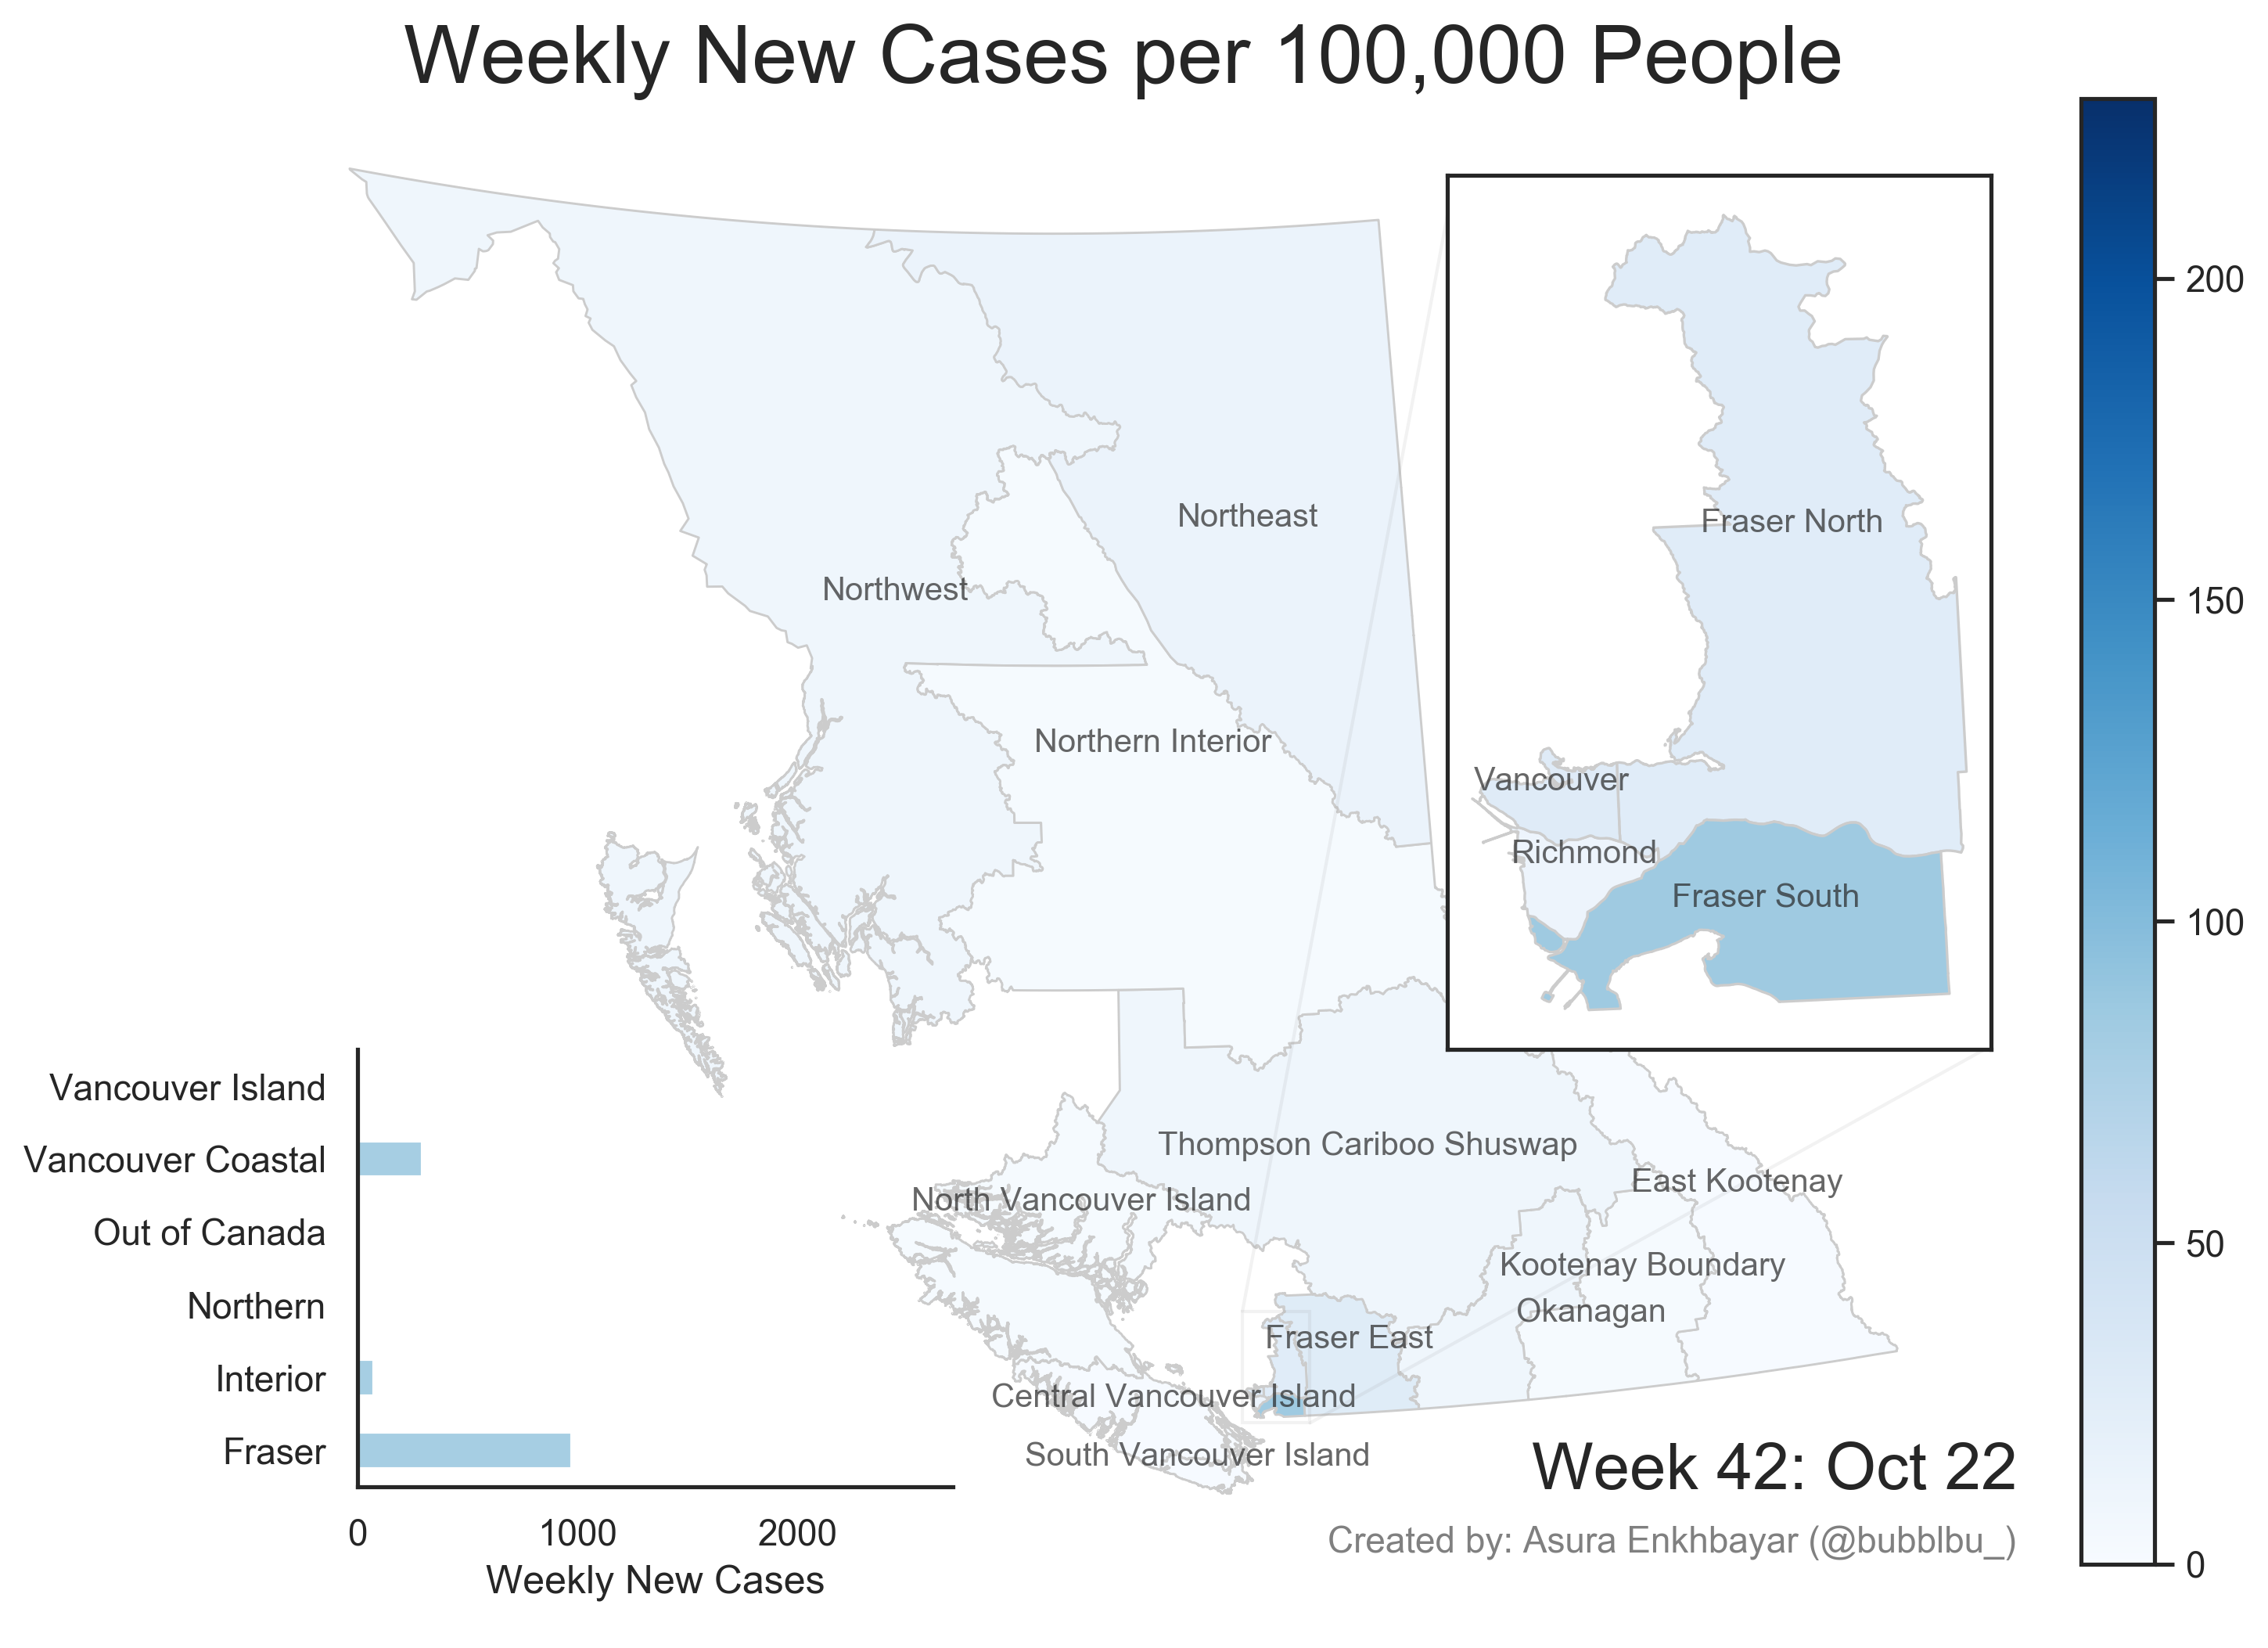 Weekly New Cases per 100,000 People
Northeast
Northwest
Northern Interior
Thompson Cariboo Shuswap
East Kootenay
North Vancouver Island
Kootenay Boundary
Okanagan
Fraser East
Central Vancouver Island
South Vancouver Island
Fraser North
Vancouver
Richmond
Fraser South
200
150
100
50
0
Vancouver Island
Vancouver Coastal
Out of Canada
Northern
Interior
Fraser
0 1000 2000
Weekly New Cases
Week 42: Oct 22
Created by: Asura Enkhbayar (@bubblbu_)